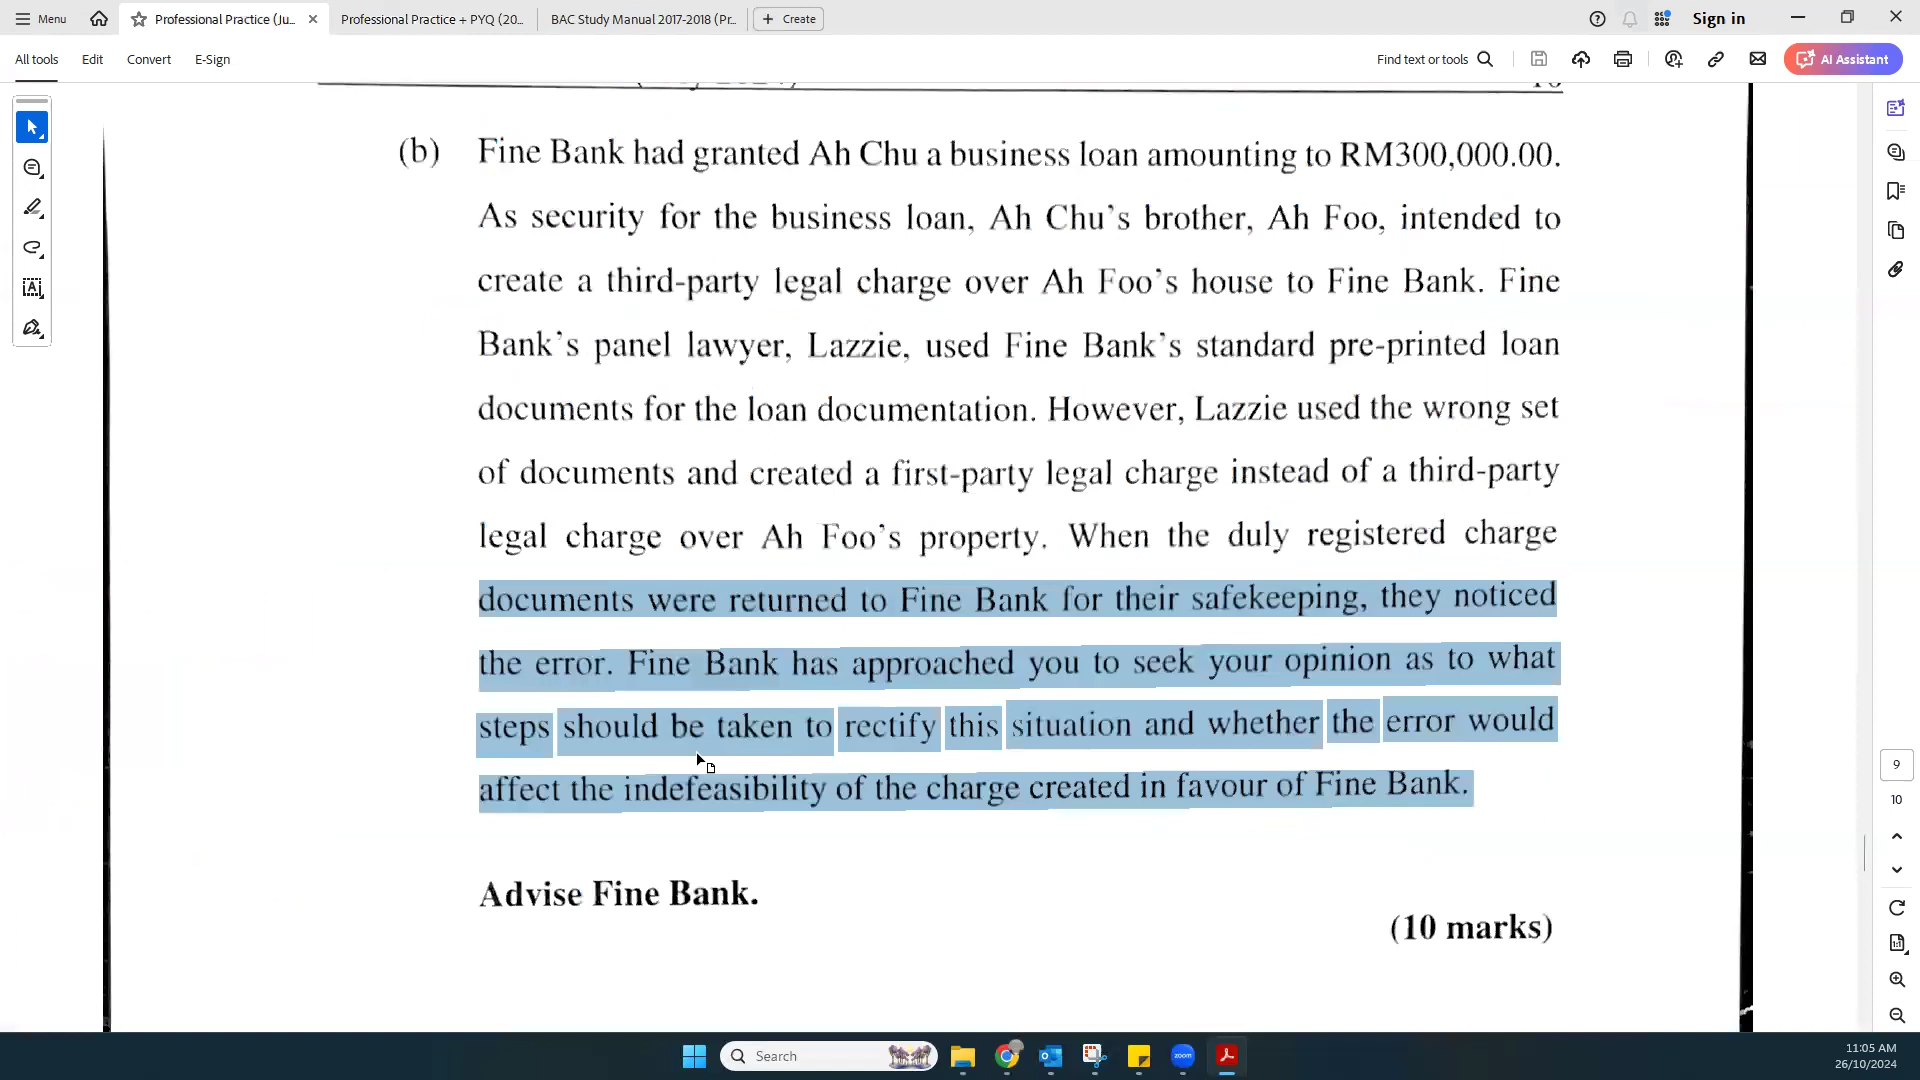 Menu
Professional Practice (Ju...
Professional Practice + PYQ (20...
BAC Study Manual 2017-2018 (Pr...
+ Create
Sign in
All tools
Edit
Convert
E-Sign
Find text or tools
AI Assistant
(b) Fine Bank had granted Ah Chu a business loan amounting to RM300,000.00.
As security for the business loan, Ah Chu's brother, Ah Foo, intended to
create a third-party legal charge over Ah Foo's house to Fine Bank. Fine
Bank's panel lawyer, Lazzie, used Fine Bank's standard pre-printed loan
documents for the loan documentation. However, Lazzie used the wrong set
of documents and created a first-party legal charge instead of a third-party
legal charge over Ah Foo's property. When the duly registered charge
documents were returned to Fine Bank for their safekeeping, they noticed
the error. Fine Bank has approached you to seek your opinion as to what
steps should be taken to rectify this situation and whether the error would
affect the indefeasibility of the charge created in favour of Fine Bank.
Advise Fine Bank.
(10 marks)
9
10
Search
zoom
11:05 AM
26/10/2024